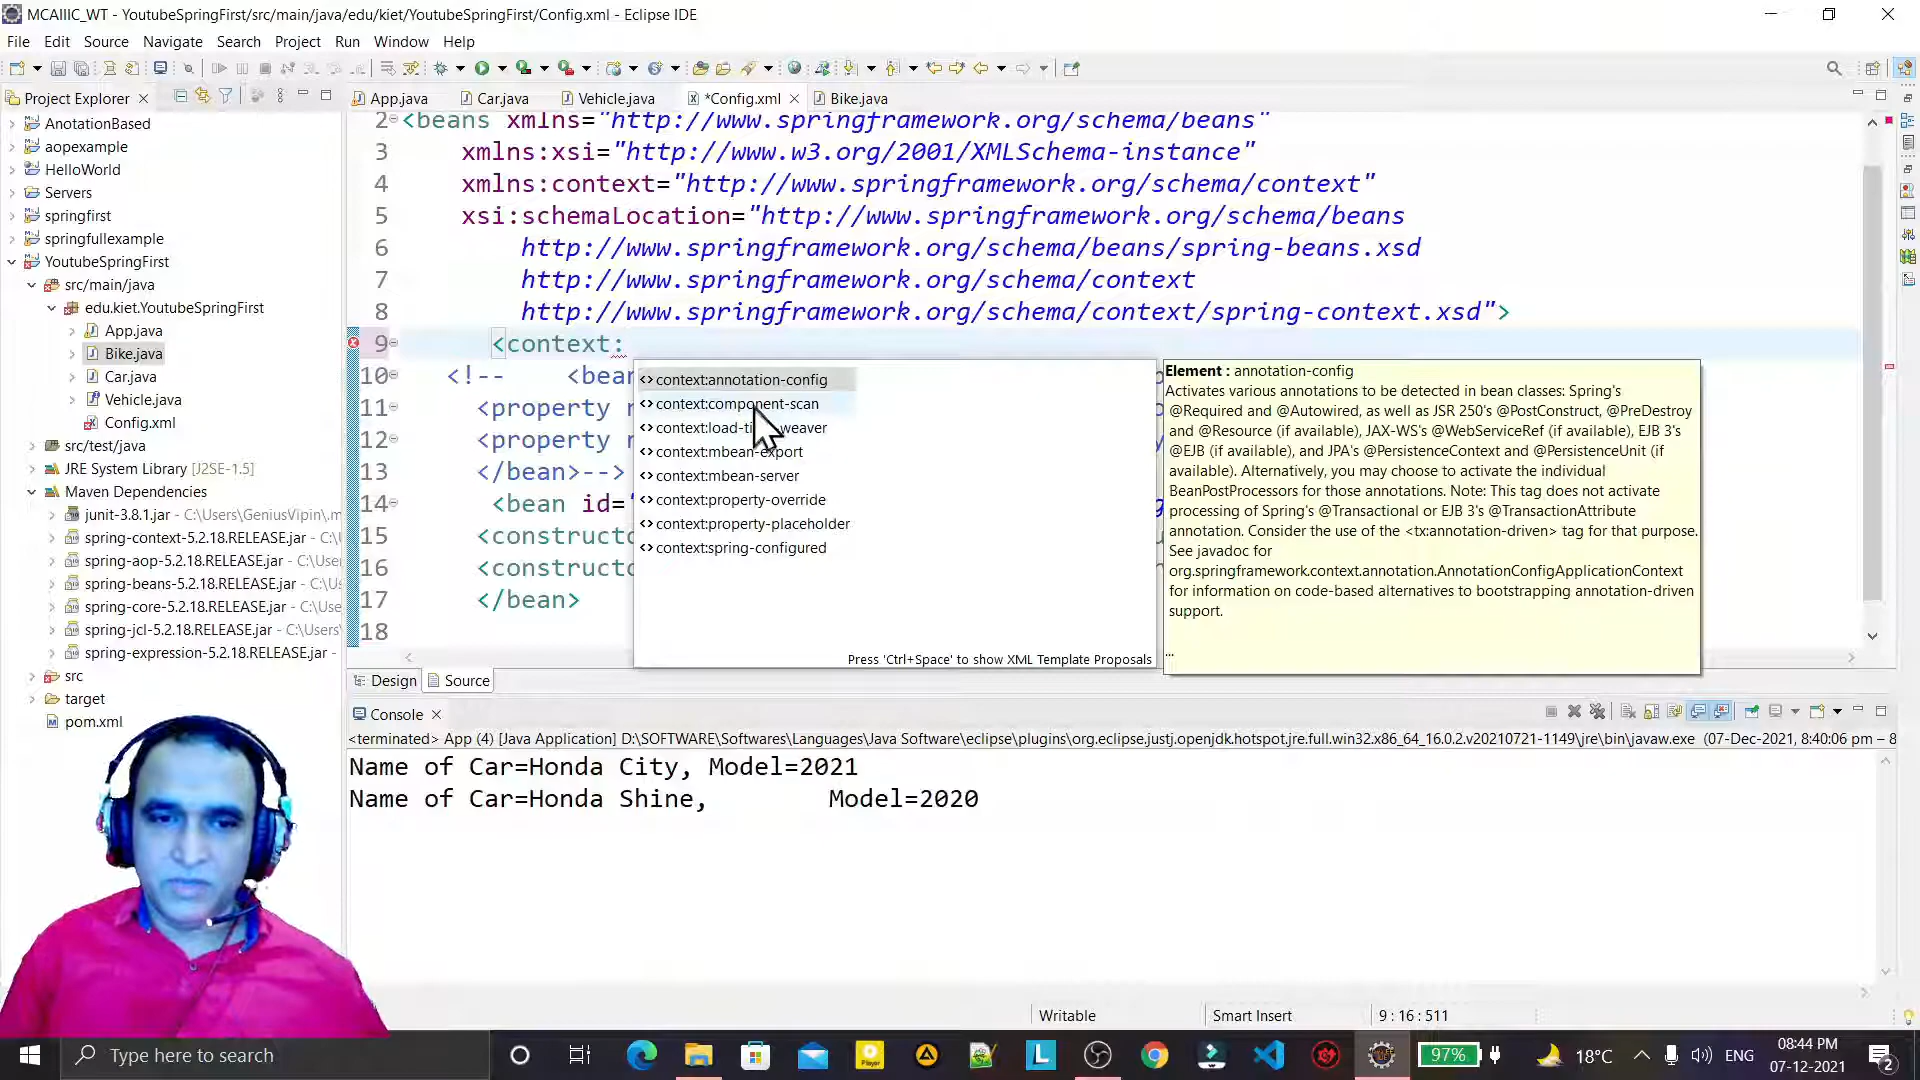 MCAIIIC_WT - YoutubeSpringFirst/src/main/java/edu/kiet/YoutubeSpringFirst/Config.xml - Eclipse IDE
File Edit Source Navigate Search Project Run Window Help
Project Explorer
App.java Car.java Vehicle.java *Config.xml Bike.java
AnotationBased
aopexample
HelloWorld
Servers
springfirst
springfullexample
YoutubeSpringFirst
src/main/java
edu.kiet.YoutubeSpringFirst
App.java
Bike.java
Car.java
Vehicle.java
Config.xml
src/test/java
JRE System Library [J2SE-1.5]
Maven Dependencies
junit-3.8.1.jar - C:\Users\GeniusVipin\.m
spring-context-5.2.18.RELEASE.jar
spring-aop-5.2.18.RELEASE.jar - C:\Use
spring-beans-5.2.18.RELEASE.jar - C:\U
spring-core-5.2.18.RELEASE.jar - C:\Us
spring-jcl-5.2.18.RELEASE.jar - C:\Users
spring-expression-5.2.18.RELEASE.jar -
src
target
pom.xml
2 <beans xmlns="http://www.springframework.org/schema/beans"
3 xmlns:xsi="http://www.w3.org/2001/XMLSchema-instance"
4 xmlns:context="http://www.springframework.org/schema/context"
5 xsi:schemaLocation="http://www.springframework.org/schema/beans
6 http://www.springframework.org/schema/beans/spring-beans.xsd
7 http://www.springframework.org/schema/context
8 http://www.springframework.org/schema/context/spring-context.xsd">
9 <context:
10 <!-- <bea
11 <property
12 <property
13 </bean>-->
14 <bean id="
15 <construct
16 <construct
17 </bean>
18
context:annotation-config
context:component-scan
context:load-ti weaver
context:mbean-export
context:mbean-server
context:property-override
context:property-placeholder
context:spring-configured
Press 'Ctrl+Space' to show XML Template Proposals
Element : annotation-config
Activates various annotations to be detected in bean classes: Spring's
@Required and @Autowired, as well as JSR 250's @PostConstruct, @PreDestroy
and @Resource (if available), JAX-WS's @WebServiceRef (if available), EJB 3's
@EJB (if available), and JPA's @PersistenceContext and @PersistenceUnit (if
available). Alternatively, you may choose to activate the individual
BeanPostProcessors for those annotations. Note: This tag does not activate
processing of Spring's @Transactional or EJB 3's @TransactionAttribute
annotation. Consider the use of the <tx:annotation-driven> tag for that purpose.
See javadoc for
org.springframework.context.annotation.AnnotationConfigApplicationContext
for information on code-based alternatives to bootstrapping annotation-driven
support.
...
Design Source
Console
<terminated> App (4) [Java Application] D:\SOFTWARE\Softwares\Languages\Java Software\eclipse\plugins\org.eclipse.justj.openjdk.hotspot.jre.full.win32.x86_64_16.0.2.v20210721-1149\jre\bin\javaw.exe (07-Dec-2021, 8:40:06 pm – 8
Name of Car=Honda City, Model=2021
Name of Car=Honda Shine, Model=2020
Writable Smart Insert 9 : 16 : 511
Type here to search
Player
L
97%
18°C
ENG
08:44 PM
07-12-2021
2